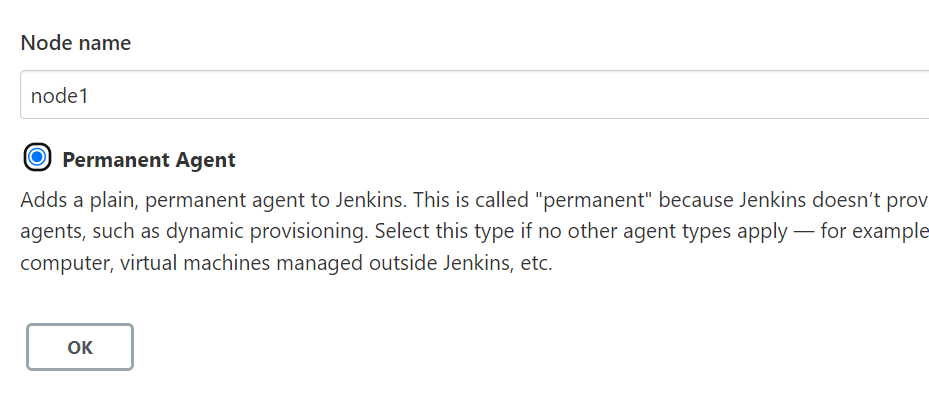 Node name
node1
Permanent Agent
Adds a plain, permanent agent to Jenkins. This is called "permanent" because Jenkins doesn’t prov
agents, such as dynamic provisioning. Select this type if no other agent types apply — for example
computer, virtual machines managed outside Jenkins, etc.
OK